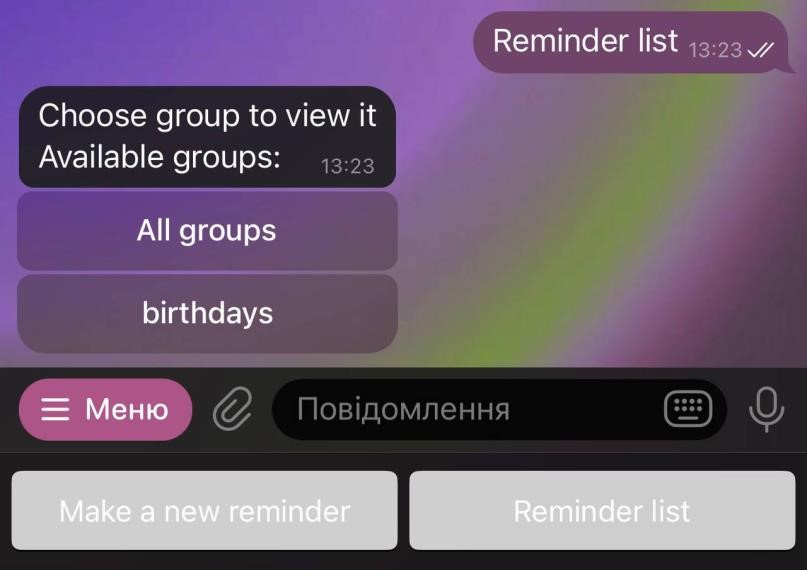 Reminder list 13:23
Choose group to view it
Available groups: 13:23
All groups
birthdays
Меню
Повідомлення
Make a new reminder
Reminder list